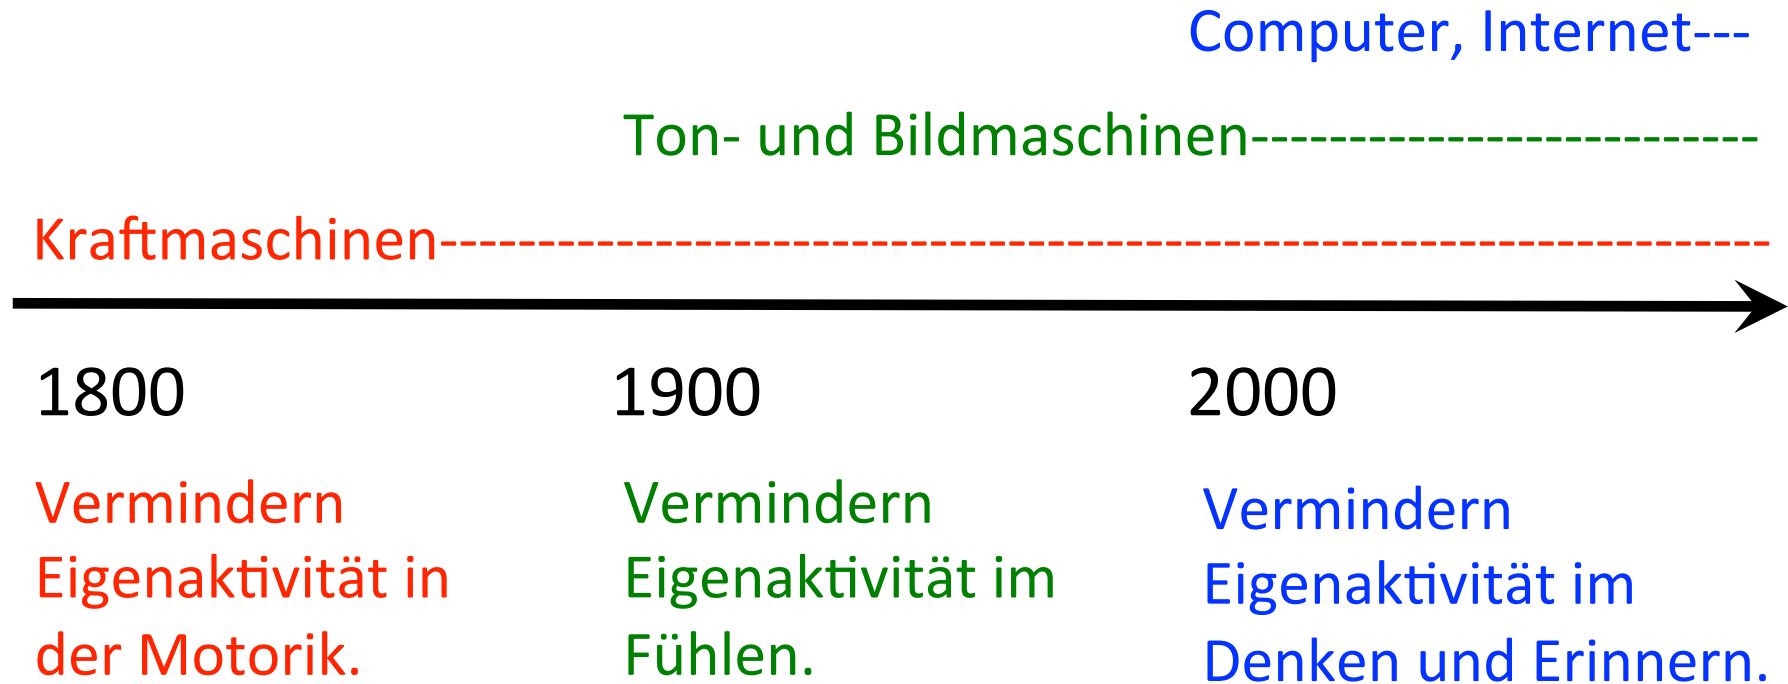 Computer, Internet---
Ton- und Bildmaschinen--------------------------
Kraftmaschinen--------------------------------------------------------------------
1800 1900 2000
Vermindern
Eigenaktivität in
der Motorik.
Vermindern
Eigenaktivität im
Fühlen.
Vermindern
Eigenaktivität im
Denken und Erinnern.